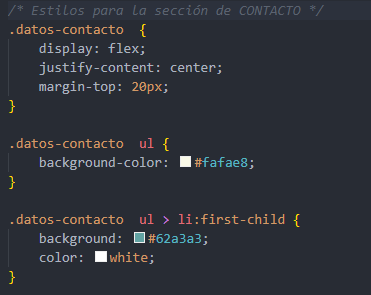 /* Estilos para la sección de CONTACTO */
.datos-contacto  {
    display: flex;
    justify-content: center;
    margin-top: 20px;
}

.datos-contacto  ul {
    background-color: #fafae8;
}

.datos-contacto  ul > li:first-child {
    background: #62a3a3;
    color: white;
}